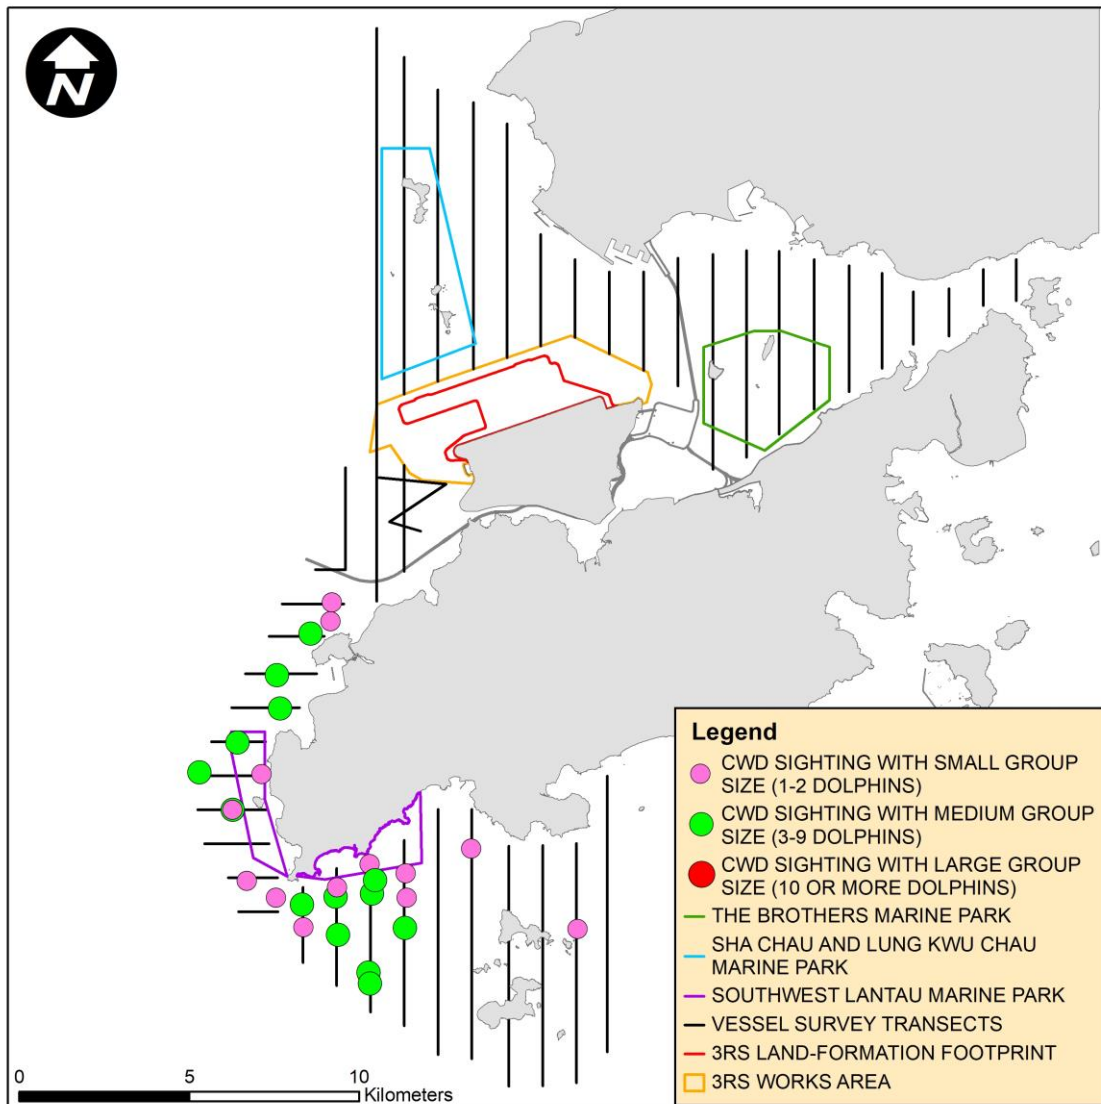 N
Legend
CWD SIGHTING WITH SMALL GROUP
SIZE (1-2 DOLPHINS)
CWD SIGHTING WITH MEDIUM GROUP
SIZE (3-9 DOLPHINS)
CWD SIGHTING WITH LARGE GROUP
SIZE (10 OR MORE DOLPHINS)
THE BROTHERS MARINE PARK
SHA CHAU AND LUNG KWU CHAU
MARINE PARK
SOUTHWEST LANTAU MARINE PARK
VESSEL SURVEY TRANSECTS
3RS LAND-FORMATION FOOTPRINT
3RS WORKS AREA
0 5 10
Kilometers